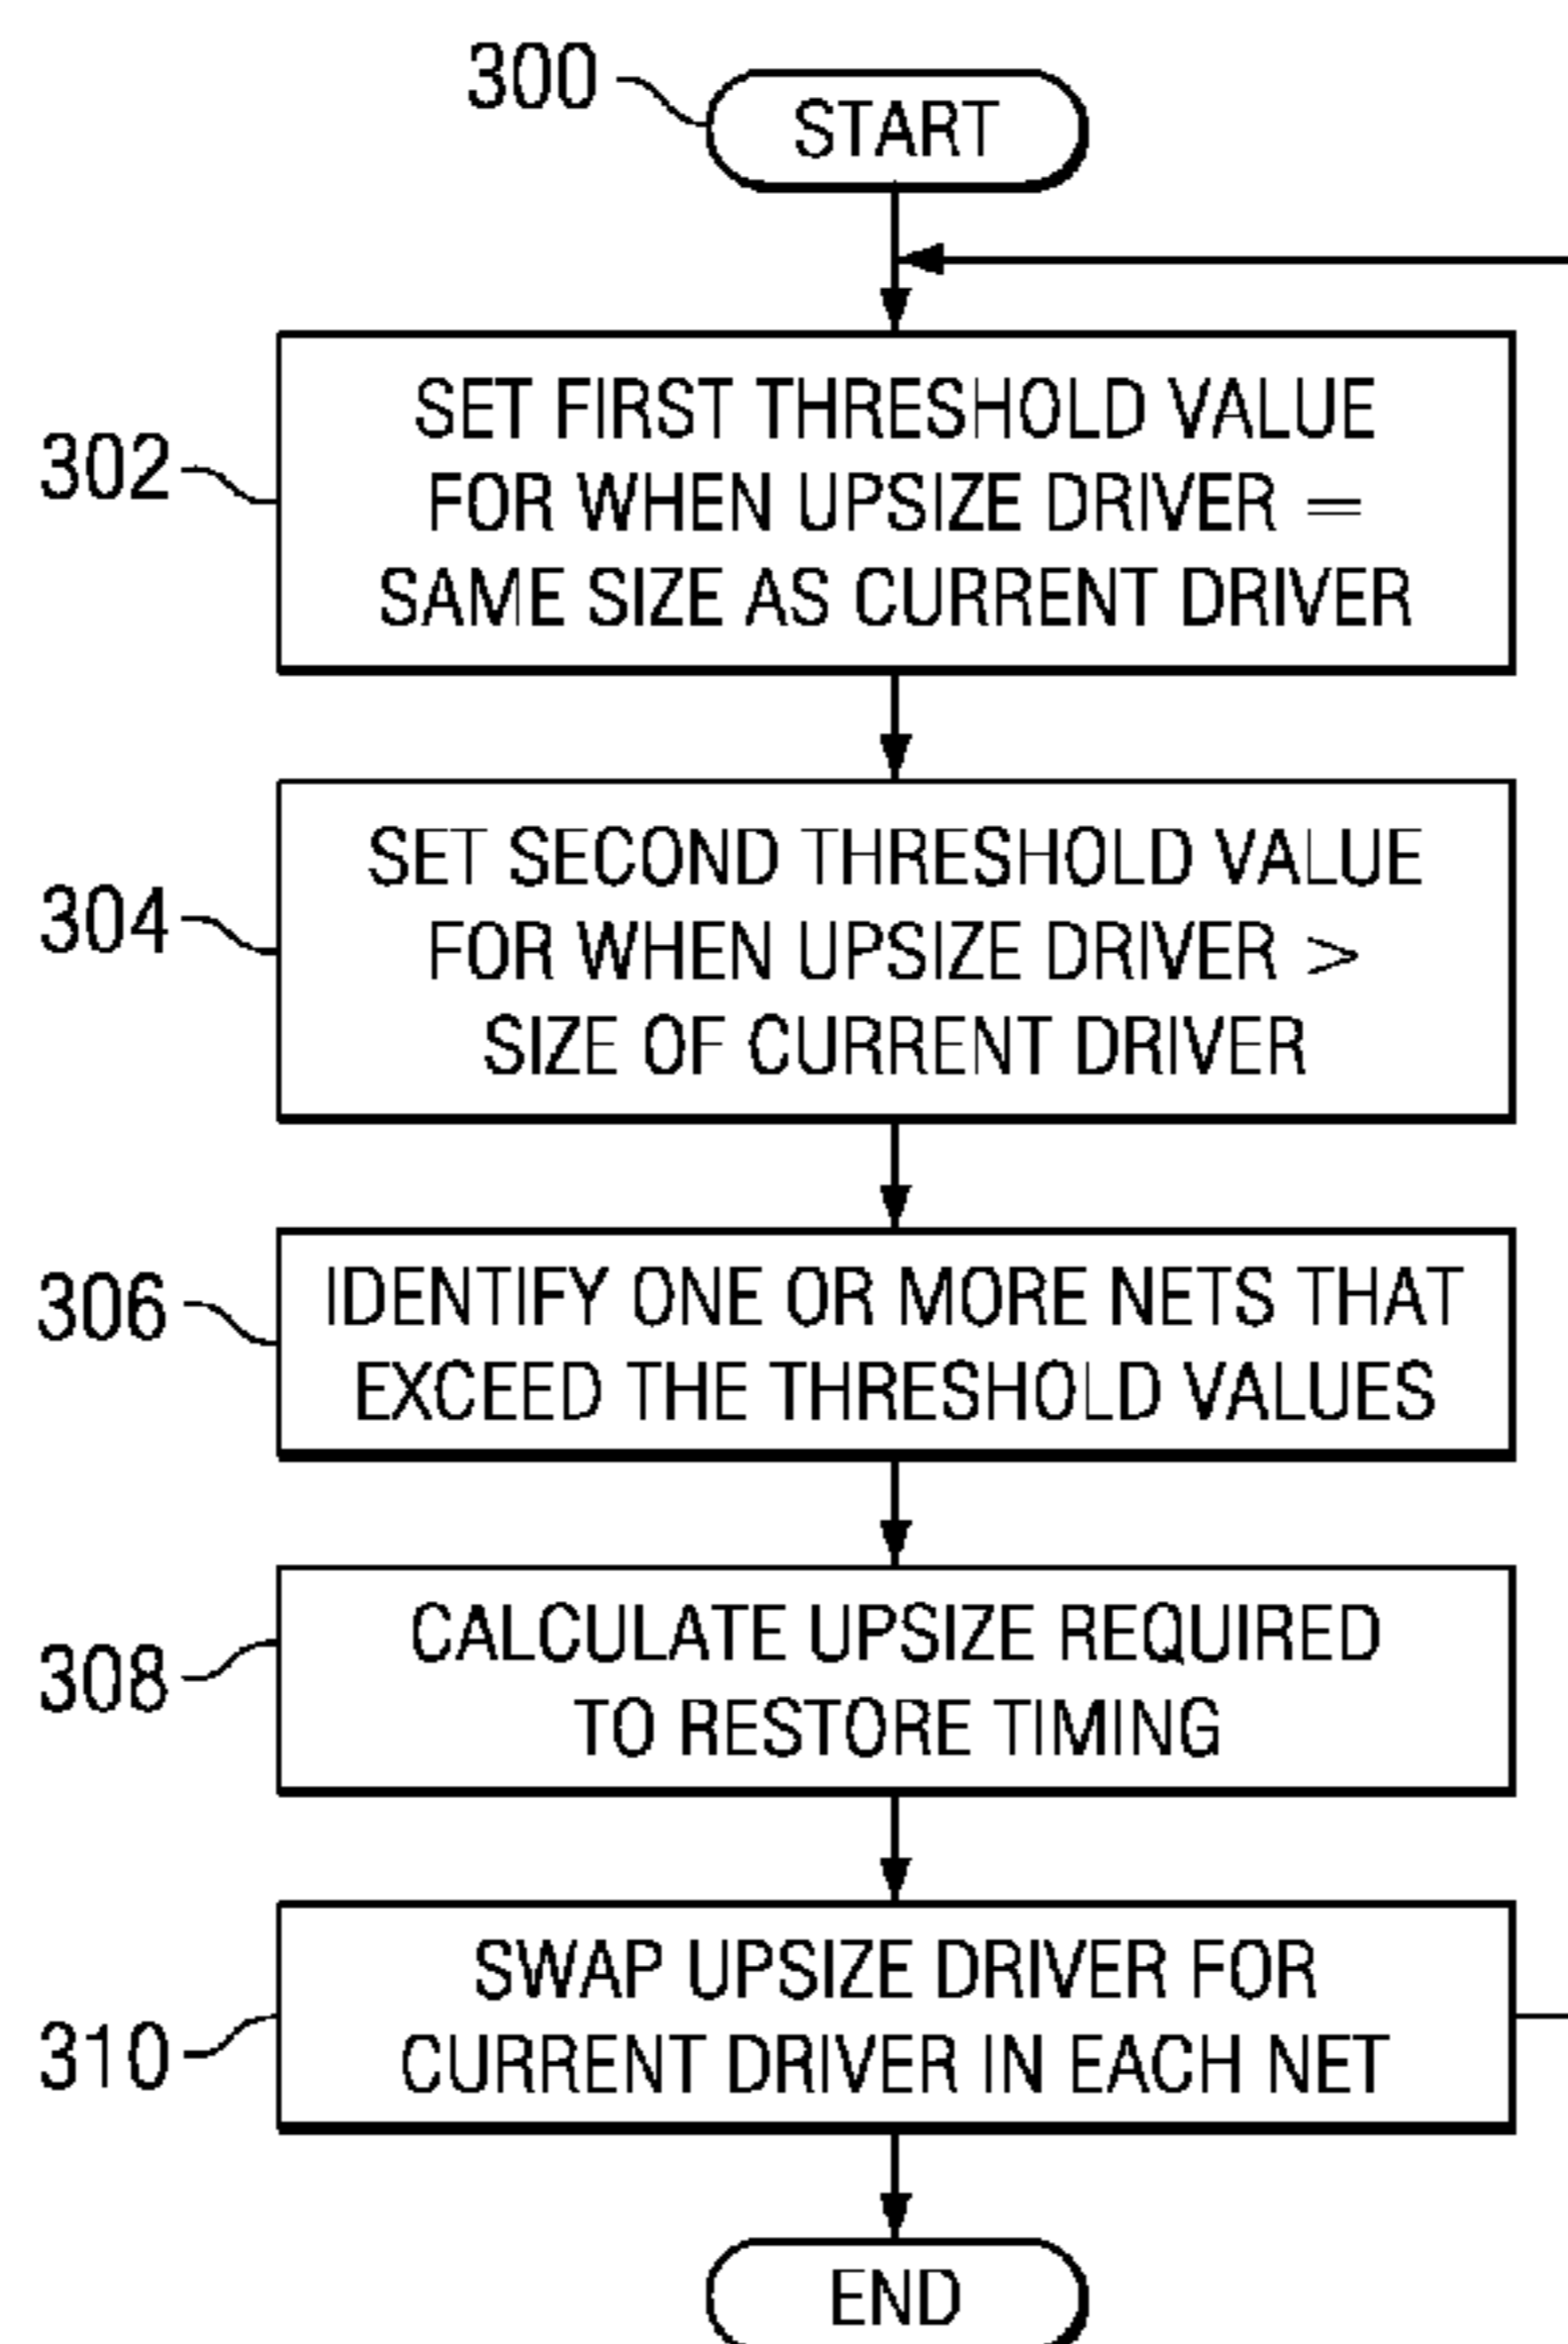 300
START
302
SET FIRST THRESHOLD VALUE
FOR WHEN UPSIZE DRIVER =
SAME SIZE AS CURRENT DRIVER
304
SET SECOND THRESHOLD VALUE
FOR WHEN UPSIZE DRIVER >
SIZE OF CURRENT DRIVER
306
IDENTIFY ONE OR MORE NETS THAT
EXCEED THE THRESHOLD VALUES
308
CALCULATE UPSIZE REQUIRED
TO RESTORE TIMING
310
SWAP UPSIZE DRIVER FOR
CURRENT DRIVER IN EACH NET
END